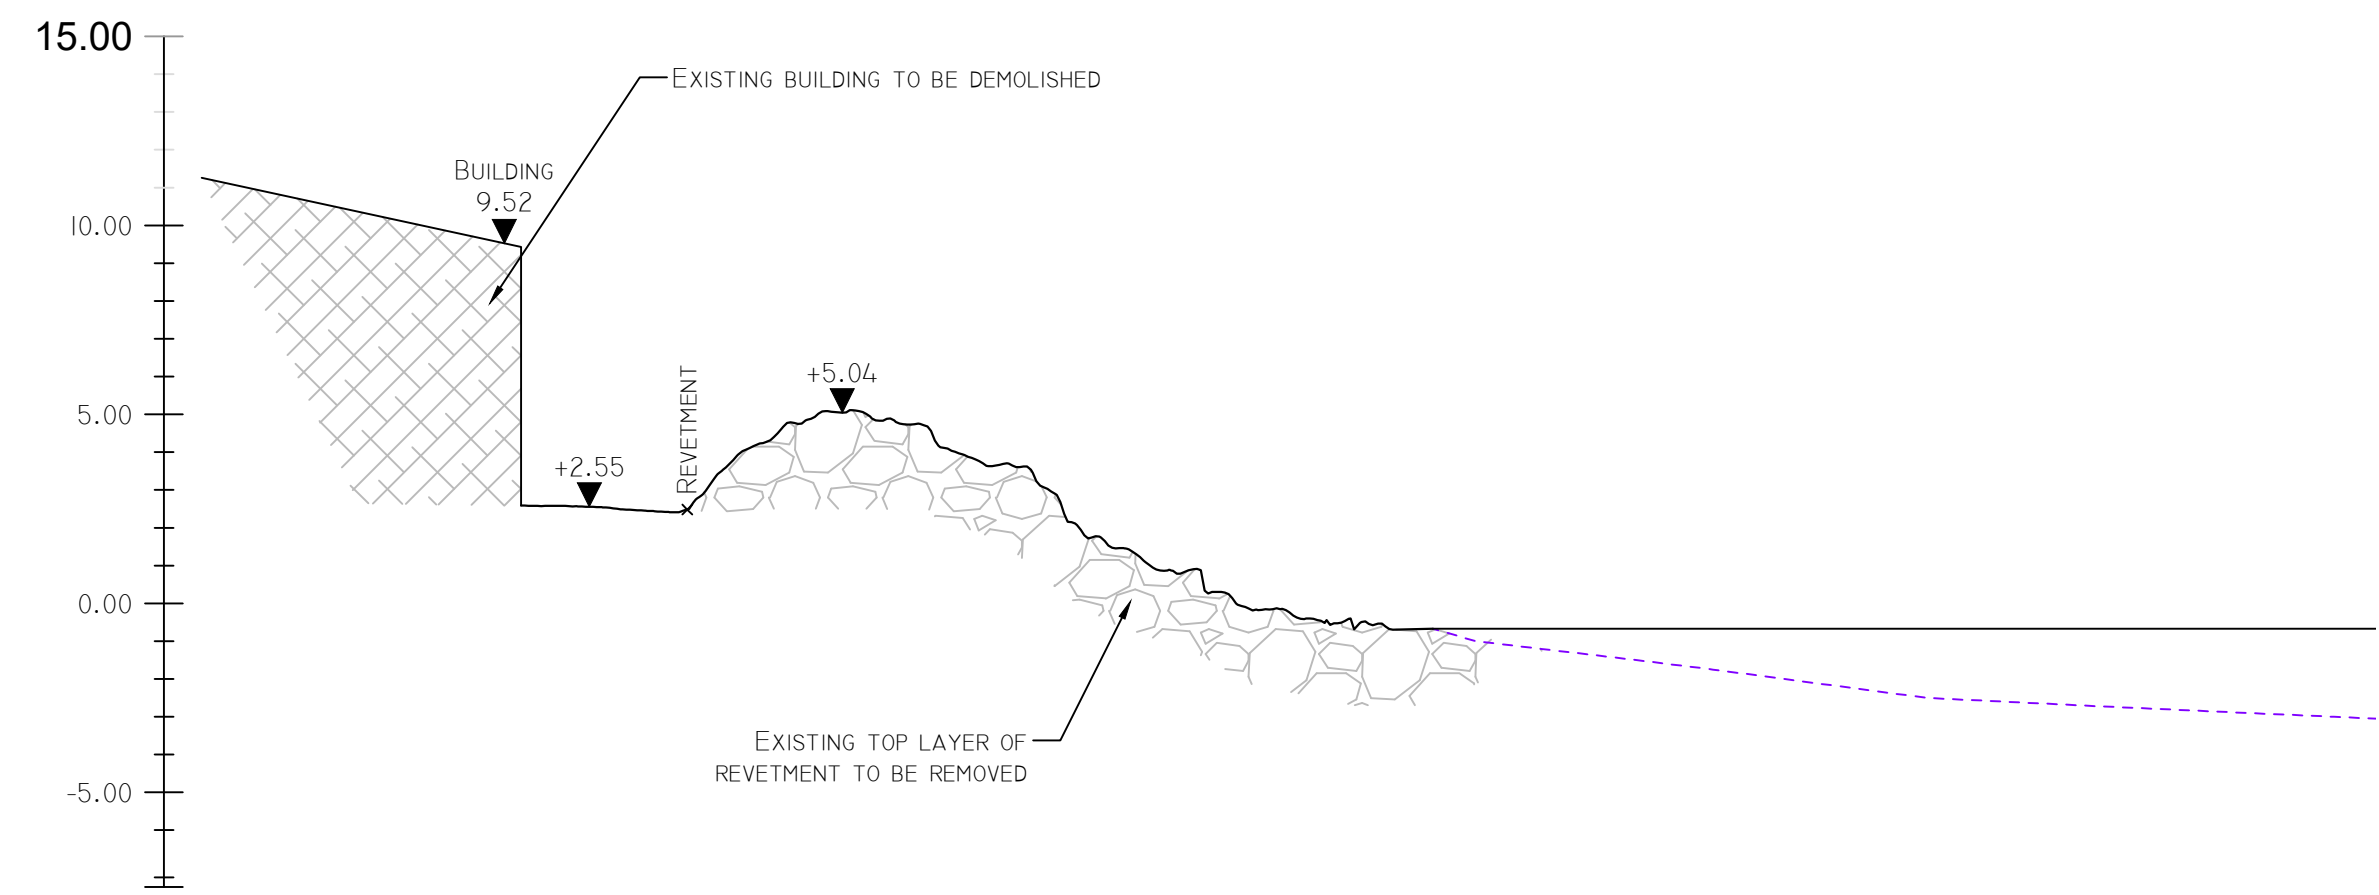 15.00
EXISTING BUILDING TO BE DEMOLISHED
BUILDING
9.52
10.00
+5.04
REVETMENT
5.00
+2.55
0.00
EXISTING TOP LAYER OF
REVETMENT TO BE REMOVED
-5.00